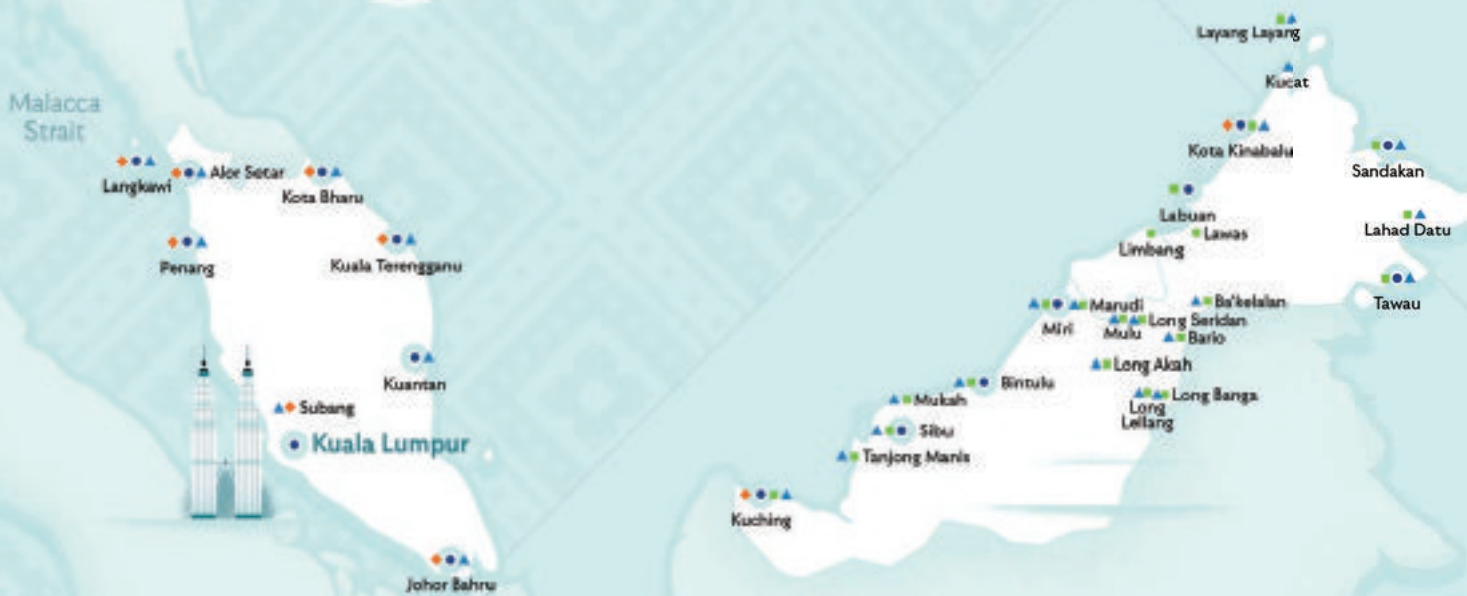 Layang Layang
Kucat
Malacca
Strait
Kota Kinabalu
Sandakan
Langkawi
Alor Setar
Kota Bharu
Labuan
Lahad Datu
Limbang
Lawas
Penang
Kuala Terengganu
Tawau
Miri
Marudi
Ba'kelalan
Mulu
Long Seridan
Bario
Kuantan
Long Akah
Bintulu
Subang
Mukah
Long
Lellang
Long Banga
Kuala Lumpur
Sibu
Tanjong Manis
Kuching
Johor Bahru